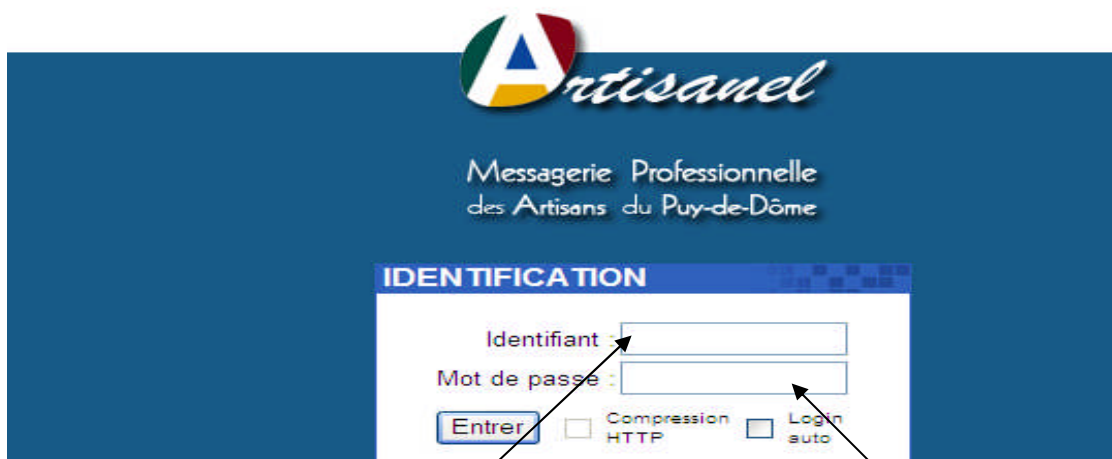 Artisanel
Messagerie Professionnelle
des Artisans du Puy-de-Dôme
IDENTIFICATION
Identifiant :
Mot de passe :
Entrer Compression HTTP Login auto